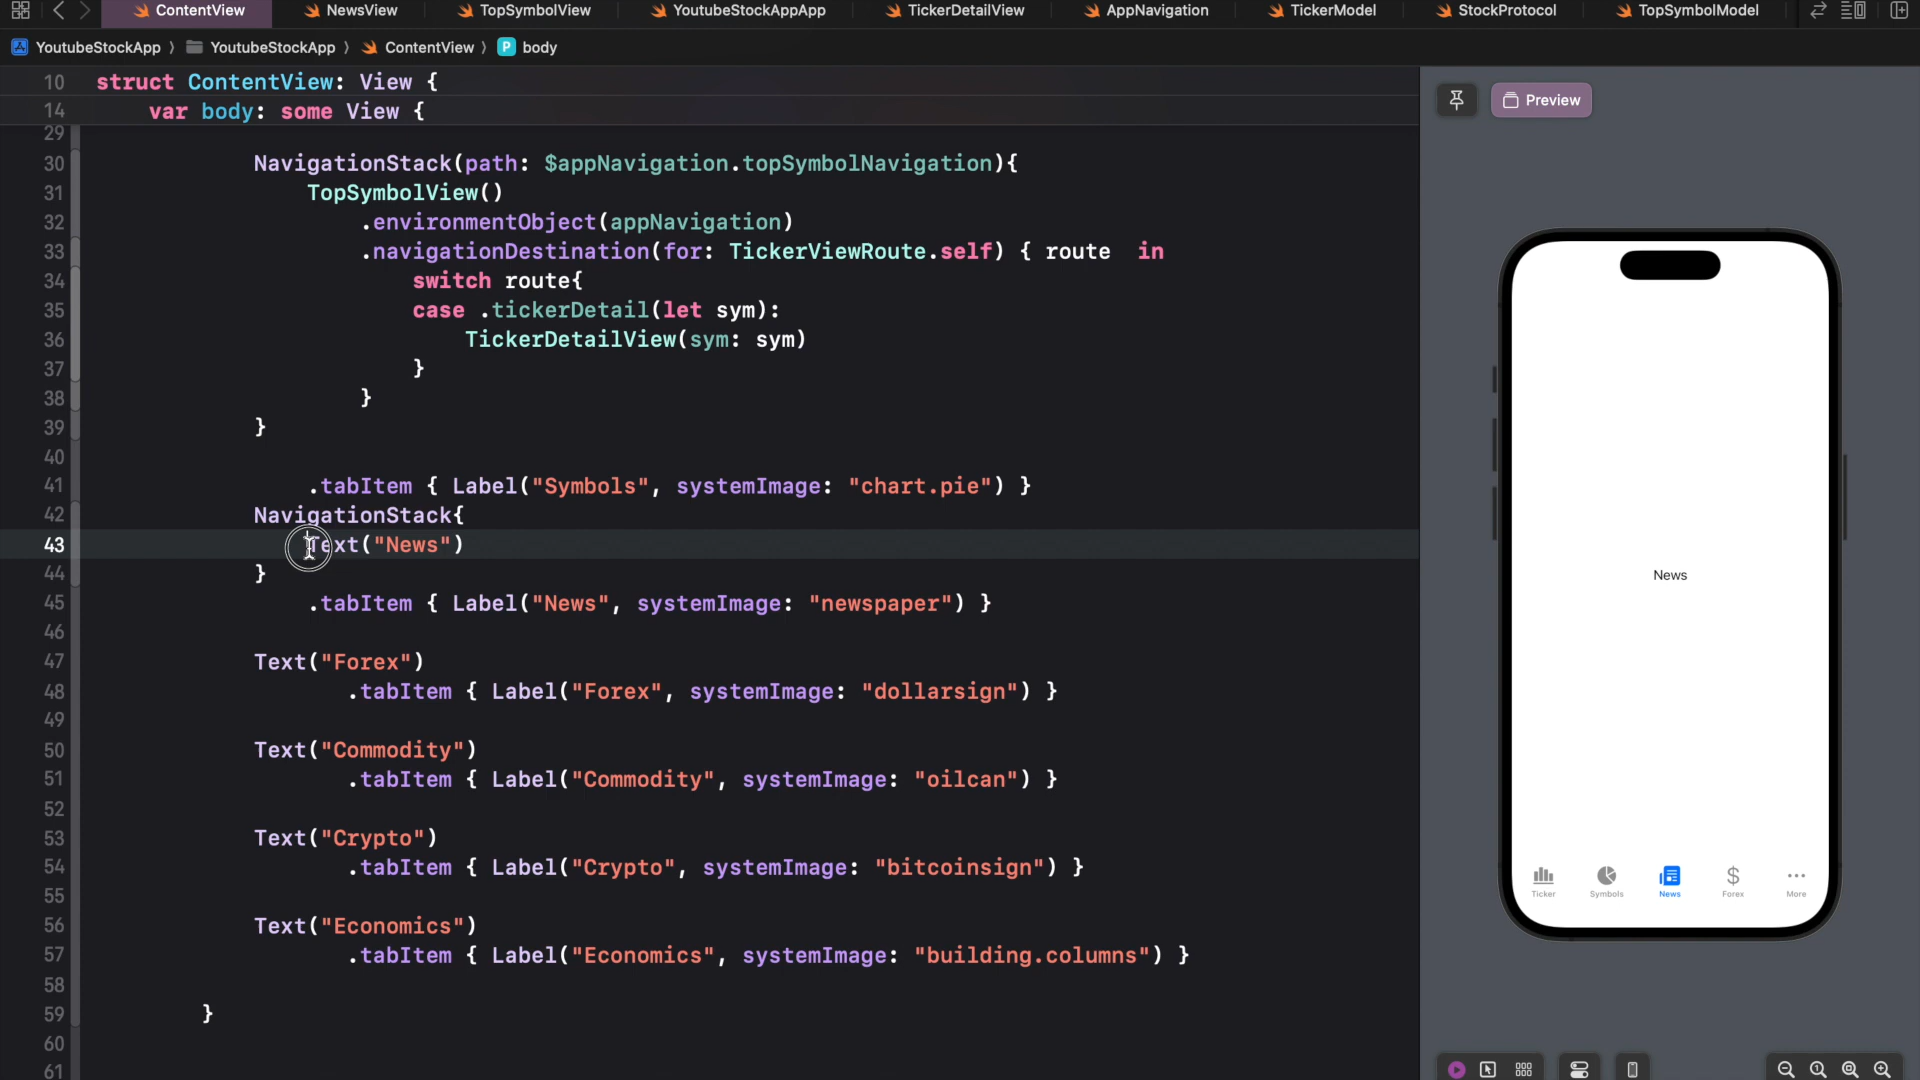 ContentView NewsView TopSymbolView YoutubeStockAppApp TickerDetailView AppNavigation TickerModel StockProtocol TopSymbolModel
YoutubeStockApp YoutubeStockApp ContentView P body
10 struct ContentView: View {
14 var body: some View {
29
30 NavigationStack(path: $appNavigation.topSymbolNavigation){
31 TopSymbolView()
32 .environmentObject(appNavigation)
33 .navigationDestination(for: TickerViewRoute.self) { route in
34 switch route{
35 case .tickerDetail(let sym):
36 TickerDetailView(sym: sym)
37 }
38 }
39 }
40
41 .tabItem { Label("Symbols", systemImage: "chart.pie") }
42 NavigationStack{
43 Text("News")
44 }
45 .tabItem { Label("News", systemImage: "newspaper") }
46
47 Text("Forex")
48 .tabItem { Label("Forex", systemImage: "dollarsign") }
49
50 Text("Commodity")
51 .tabItem { Label("Commodity", systemImage: "oilcan") }
52
53 Text("Crypto")
54 .tabItem { Label("Crypto", systemImage: "bitcoinsign") }
55
56 Text("Economics")
57 .tabItem { Label("Economics", systemImage: "building.columns") }
58
59 }
60
61
Preview
News
Ticker Symbols News Forex More